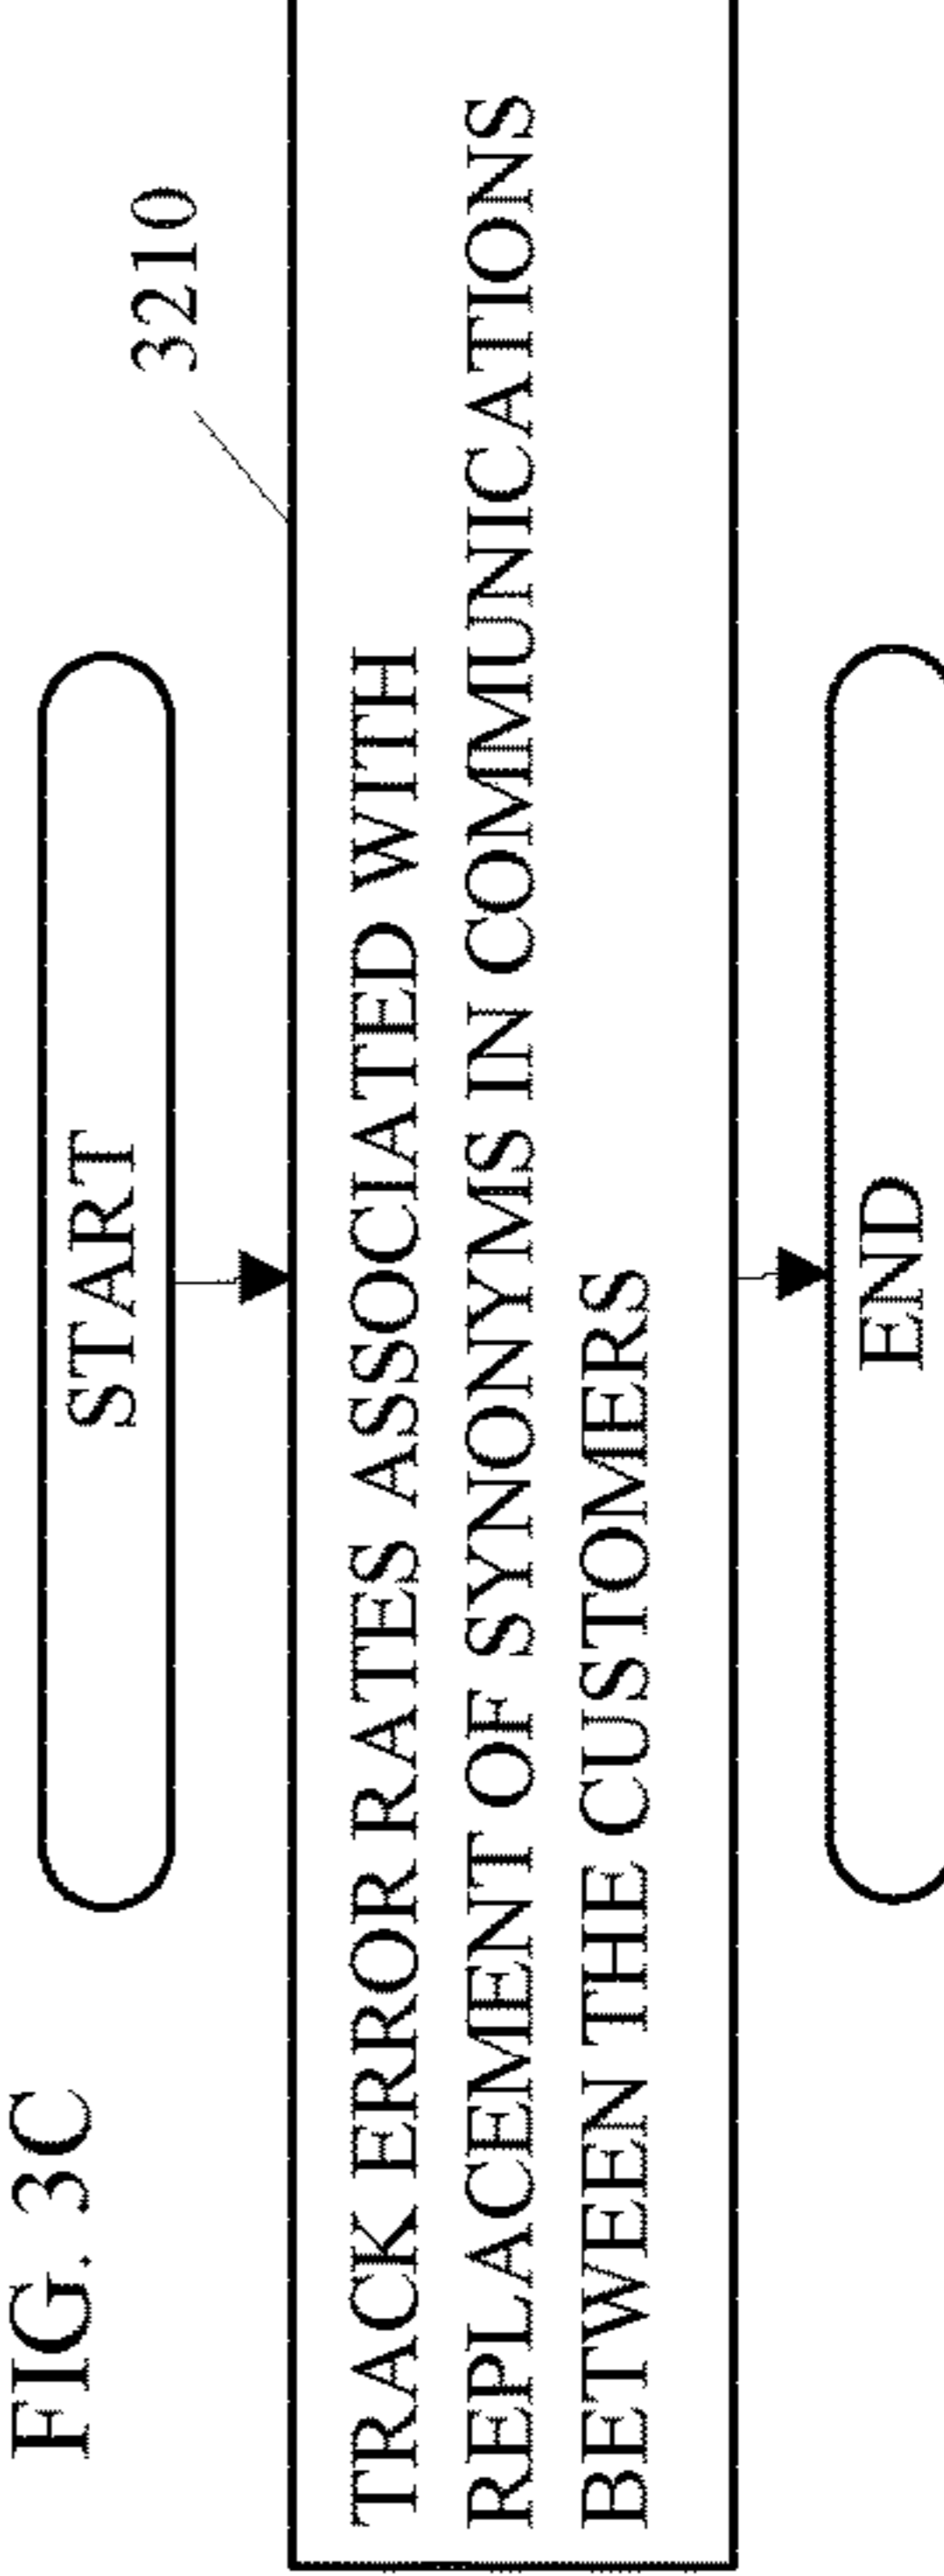 FIG. 3C
START
3210
TRACK ERROR RATES ASSOCIATED WITH
REPLACEMENT OF SYNONYMS IN COMMUNICATIONS
BETWEEN THE CUSTOMERS
END